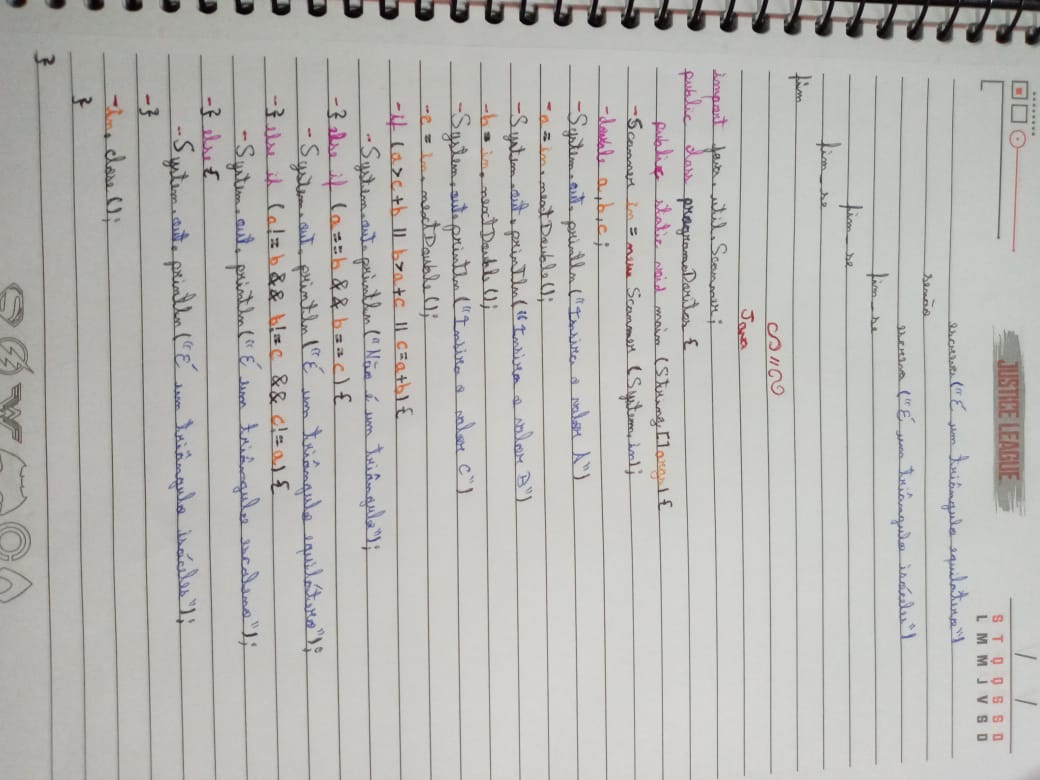 JUSTICE LEAGUE
S T Q Q S S D
L M M J V S D
escreva ("É um triângulo equilatero")
senão
escreva ("É um triângulo isóceles")
fim-se
fim-se
fim-se
fim
Java
import java.util.Scanner;
public class programaDavilas {
public static void main (String[] args) {
-Scanner in = new Scanner (System.in);
-double a, b, c;
-System.out.println ("Insira o valor A")
-a = in.nextDouble();
-System.out.println ("Insira o valor B")
-b = in.nextDouble();
-System.out.println ("Insira o valor C")
-c = in.nextDouble();
-if (a>c+b || b>a+c || c=a+b) {
-System.out.println ("Não é um triângulo");
-} else if (a==b && b==c) {
-System.out.println ("É um triângulo equilátero");
-} else if (a!=b && b!=c && c!=a) {
-System.out.println ("É um triângulo escaleno");
-} else {
-System.out.println ("É um triângulo isóceles");
-}
-in.close();
}
}